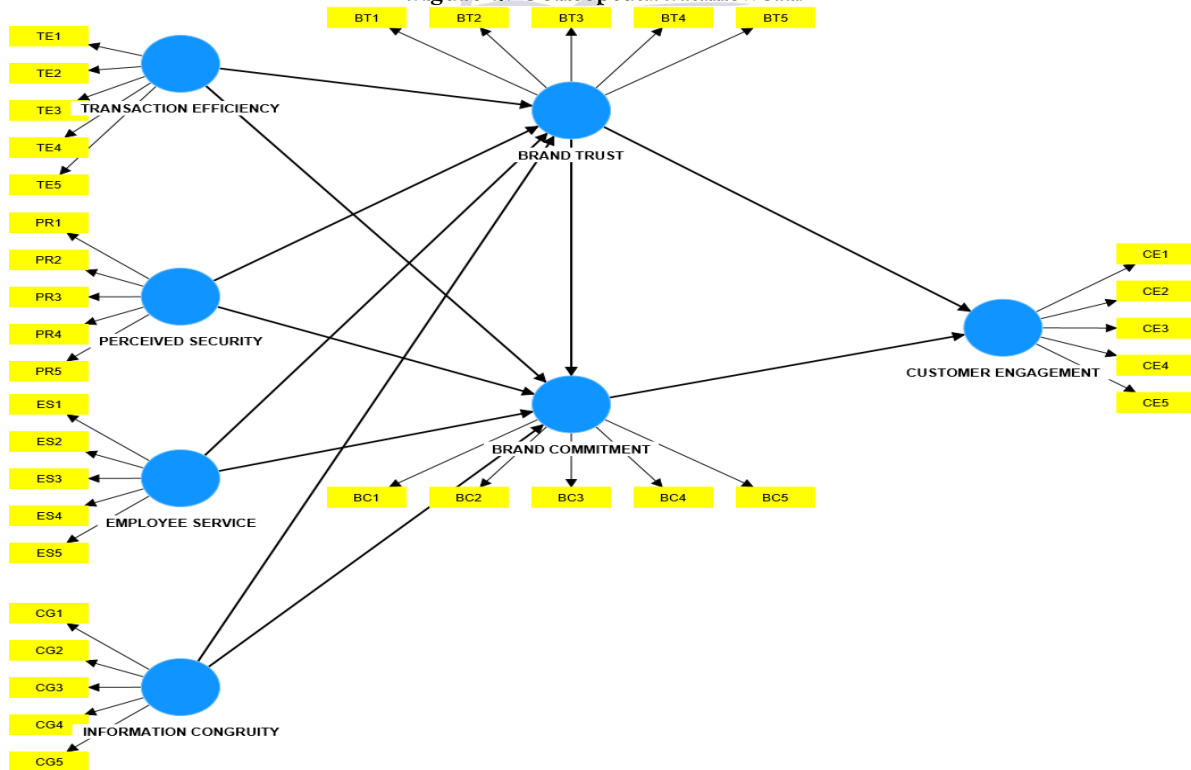 BT1
BT2
BT3
BT4
BT5
TE1
TE2
TE3
TE4
TE5
TRANSACTION EFFICIENCY
BRAND TRUST
PR1
PR2
PR3
PR4
PR5
PERCEIVED SECURITY
CE1
CE2
CE3
CE4
CE5
CUSTOMER ENGAGEMENT
ES1
ES2
ES3
ES4
ES5
EMPLOYEE SERVICE
BRAND COMMITMENT
BC1
BC2
BC3
BC4
BC5
CG1
CG2
CG3
CG4
CG5
INFORMATION CONGRUITY